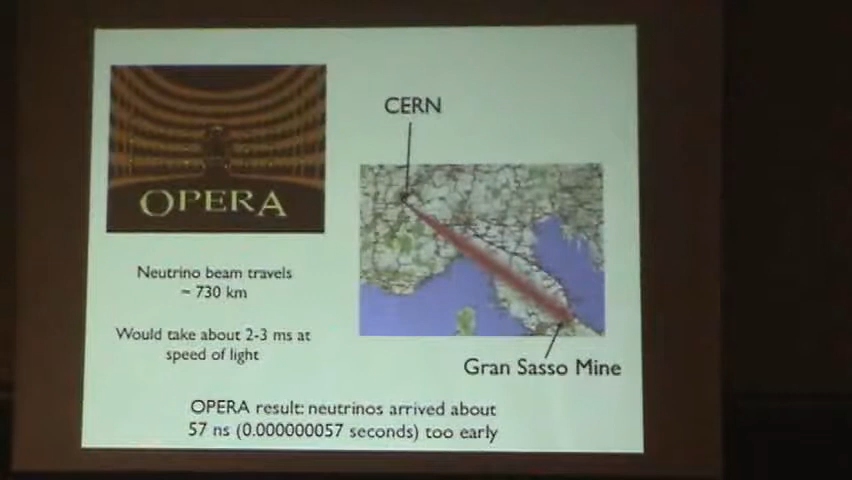 OPERA
CERN
Neutrino beam travels
~ 730 km
Would take about 2-3 ms at
speed of light
Gran Sasso Mine
OPERA result: neutrinos arrived about
57 ns (0.000000057 seconds) too early